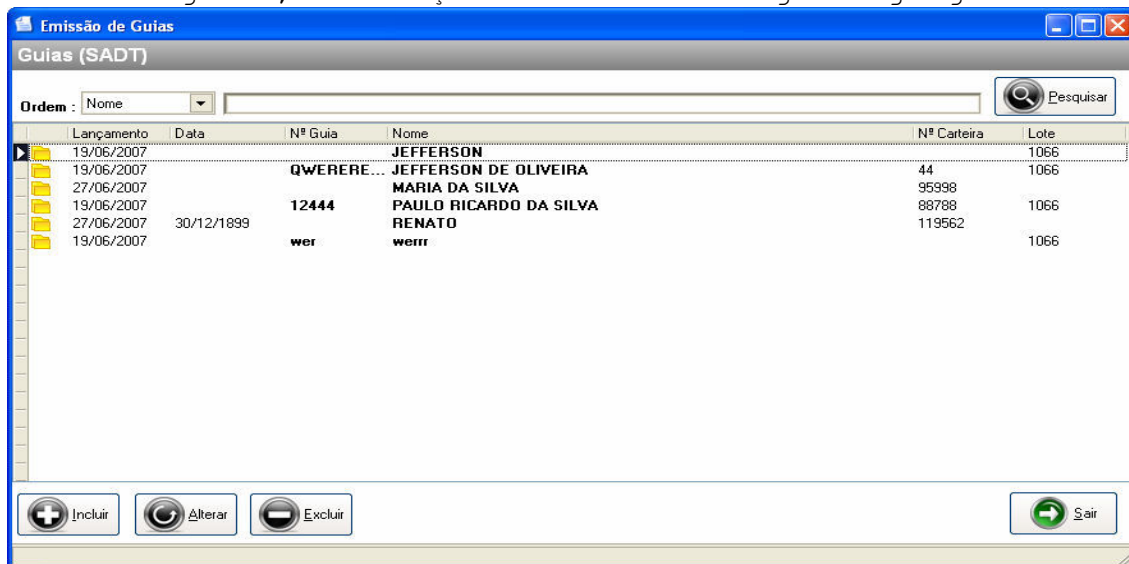 Emissão de Guias
Guias (SADT)
Ordem : Nome Pesquisar
Lançamento Data Nº Guia Nome Nº Carteira Lote
19/06/2007 JEFFERSON 1066
19/06/2007 QWERERE... JEFFERSON DE OLIVEIRA 44 1066
27/06/2007 MARIA DA SILVA 95998
19/06/2007 12444 PAULO RICARDO DA SILVA 88788 1066
27/06/2007 30/12/1899 RENATO 119562
19/06/2007 wer werrr 1066
Incluir Alterar Excluir Sair